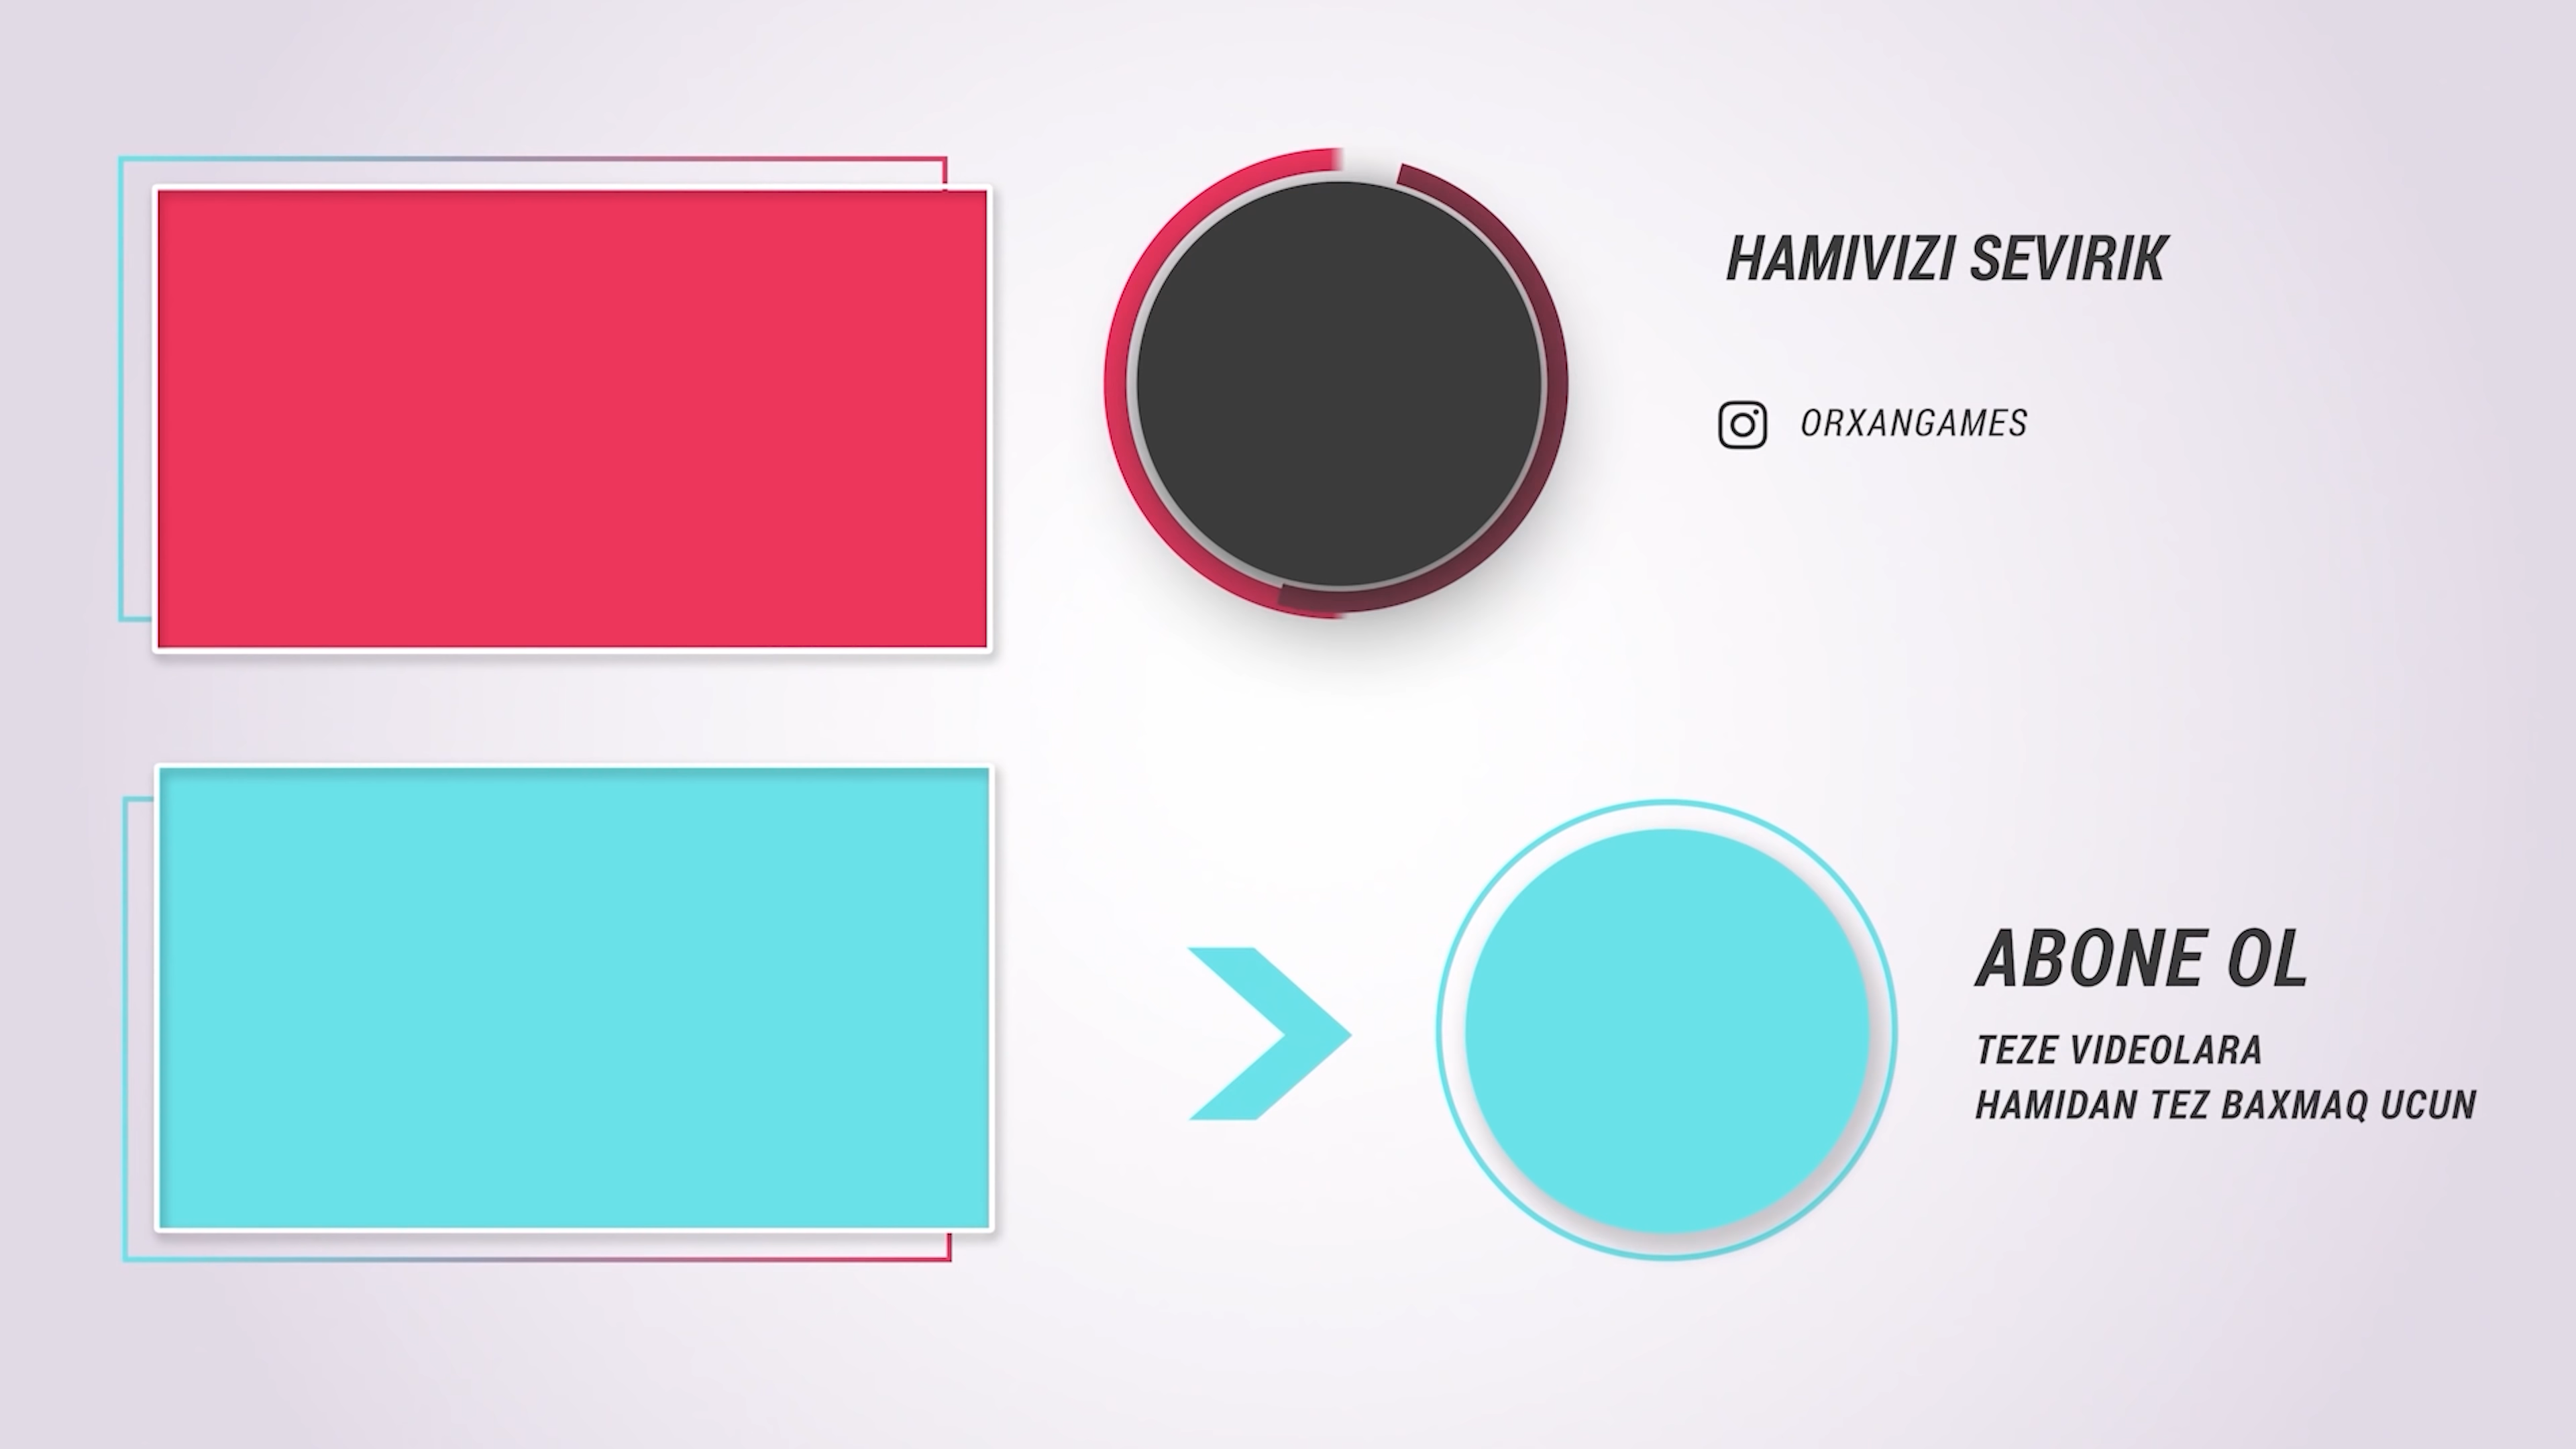 HAMIVIZI SEVIRIK
ORXANGAMES
ABONE OL
TEZE VIDEOLARA
HAMIDAN TEZ BAXMAQ UCUN